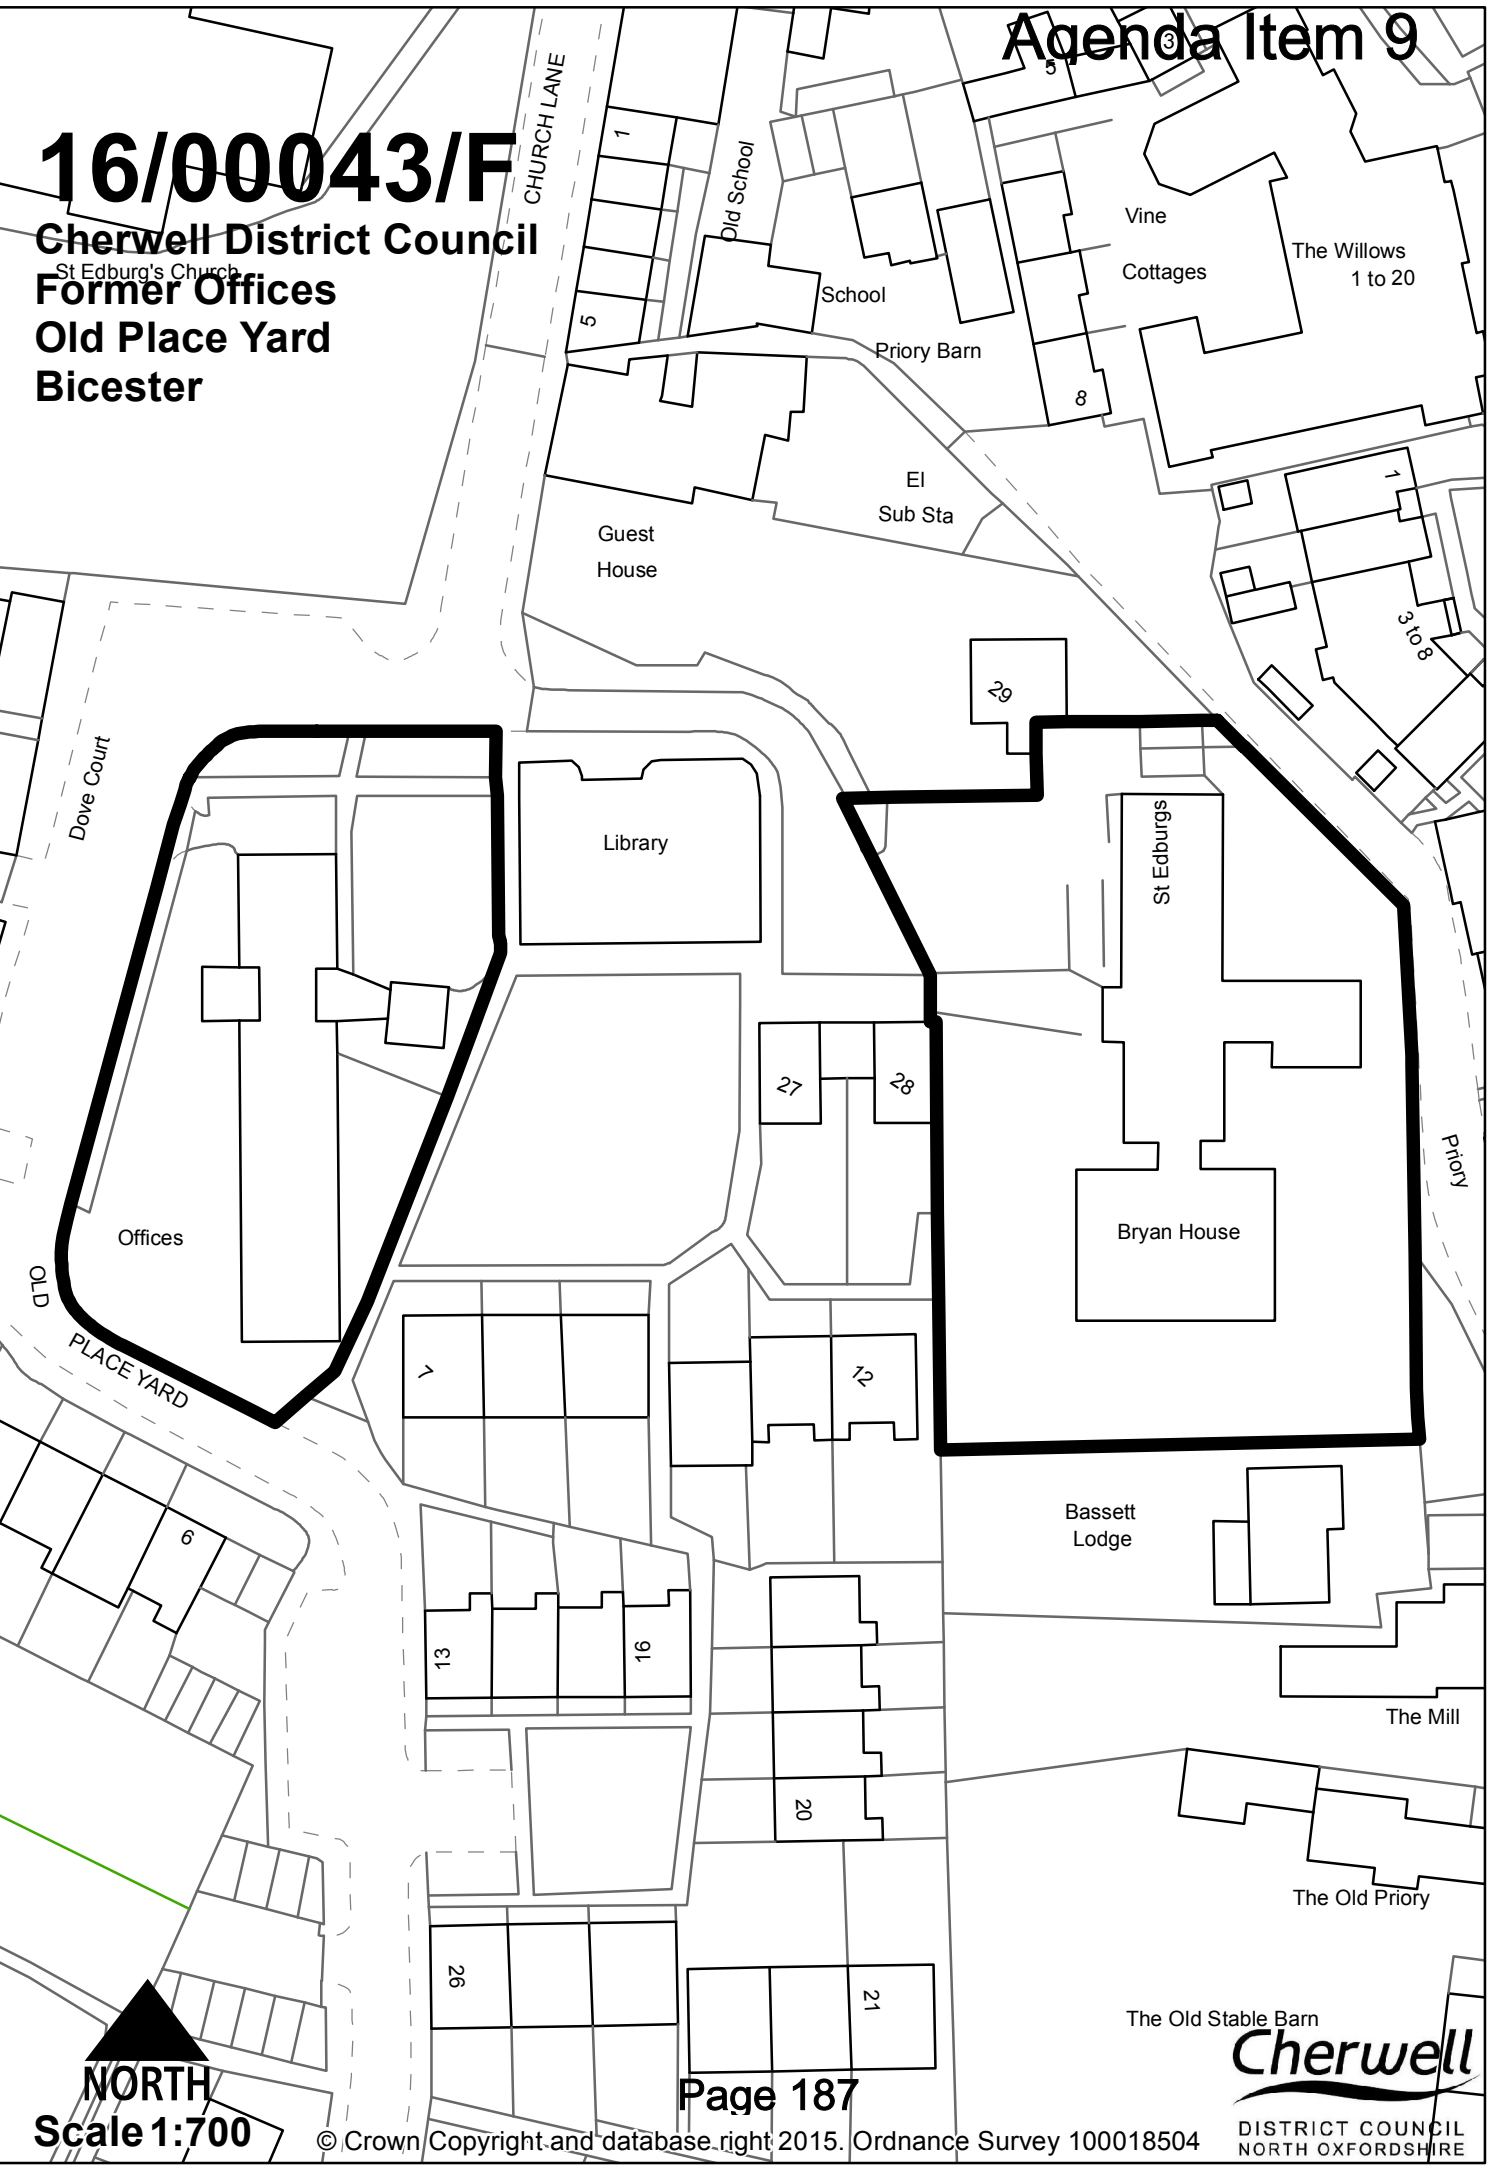 Agenda Item 9
16/00043/F
Cherwell District Council
St Edburg's Church
Former Offices
Old Place Yard
Bicester
CHURCH LANE
1
5
Old School
School
Priory Barn
5
3
Vine
Cottages
8
The Willows
1 to 20
1
3 to 8
El
Sub Sta
Guest
House
29
Dove Court
Library
St Edburgs
27
28
Priory
Offices
Bryan House
OLD
PLACE YARD
7
12
6
Bassett
Lodge
13
16
The Mill
20
The Old Priory
26
21
The Old Stable Barn
NORTH
Scale 1:700
Page 187
© Crown Copyright and database right 2015. Ordnance Survey 100018504
Cherwell
DISTRICT COUNCIL
NORTH OXFORDSHIRE